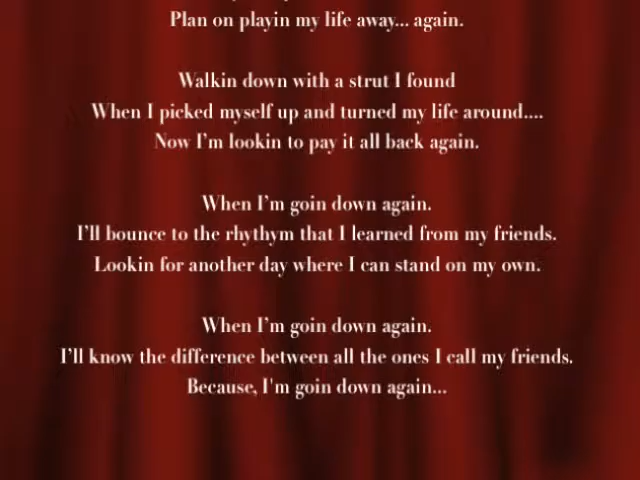 Plan on playin my life away... again.
Walkin down with a strut I found
When I picked myself up and turned my life around....
Now I'm lookin to pay it all back again.
When I'm goin down again.
I'll bounce to the rhythym that I learned from my friends.
Lookin for another day where I can stand on my own.
When I'm goin down again.
I'll know the difference between all the ones I call my friends.
Because, I'm goin down again...